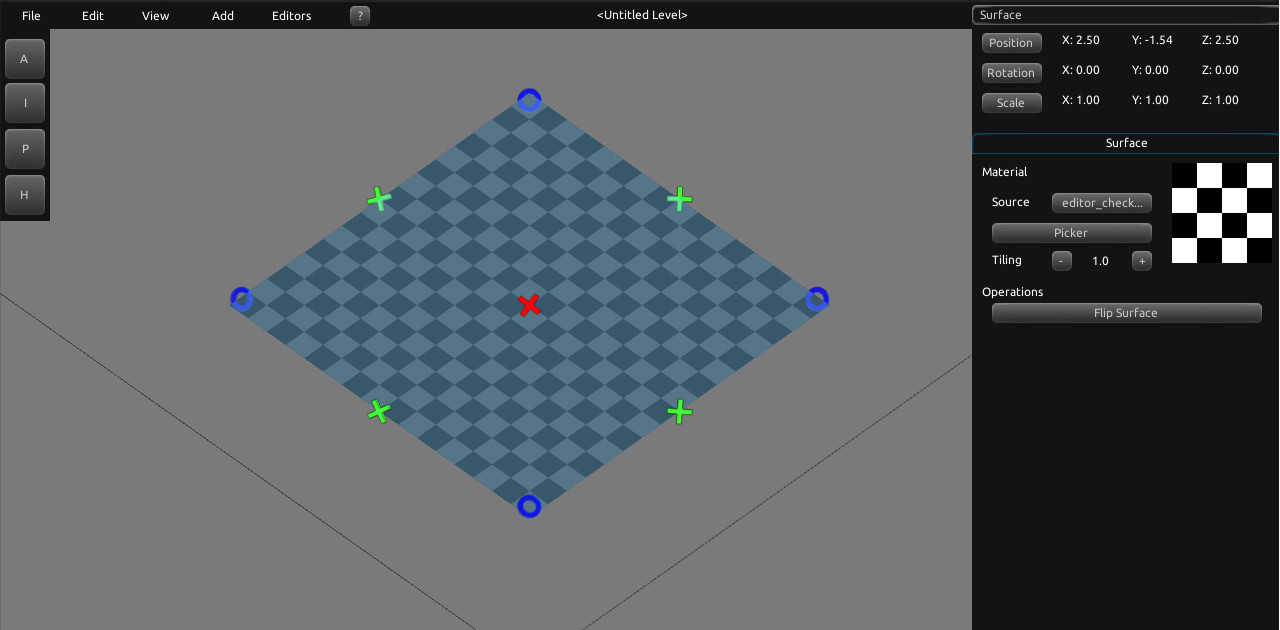 File Edit View Add Editors ? <Untitled Level>
A
I
P
H
Surface
Position X: 2.50 Y: -1.54 Z: 2.50
Rotation X: 0.00 Y: 0.00 Z: 0.00
Scale X: 1.00 Y: 1.00 Z: 1.00
Surface
Material
Source editor_check...
Picker
Tiling - 1.0 +
Operations
Flip Surface